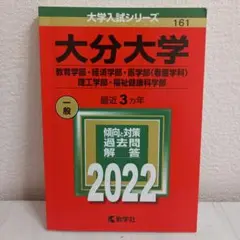 大学入試シリーズ
161
大分大学
教育学部・経済学部・医学部〈看護学科〉
理工学部・福祉健康科学部
最近3カ年
一般
傾向と対策
過去問
解答
2022
教学社